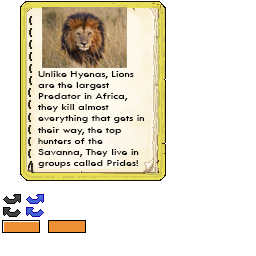 Unlike Hyenas, Lions
are the largest
Predator in Africa,
they kill almost
everything that gets in
their way, the top
hunters of the
Savanna, They live in
groups called Prides!